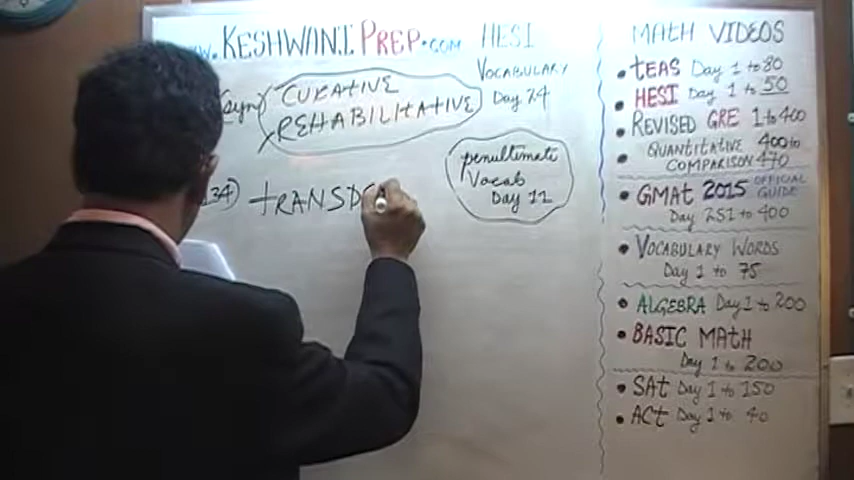 W.KESHWANI PREP.COM HESI
VOCABULARY
Day 24
Syn) CURATIVE
REHABILITATIVE
penultimate
Vocab
Day 11
34) TRANSD
MATH VIDEOS
• TEAS Day 1 to 80
• HESI Day 1 to 50
• REVISED GRE 1 to 400
• QUANTITATIVE 400 to
COMPARISON 470
• GMAT 2015 OFFICIAL GUIDE
Day 251 to 400
• VOCABULARY WORDS
Day 1 to 75
• ALGEBRA Day 1 to 200
• BASIC MATH
Day 1 to 200
• SAT Day 1 to 150
• ACT Day 1 to 40